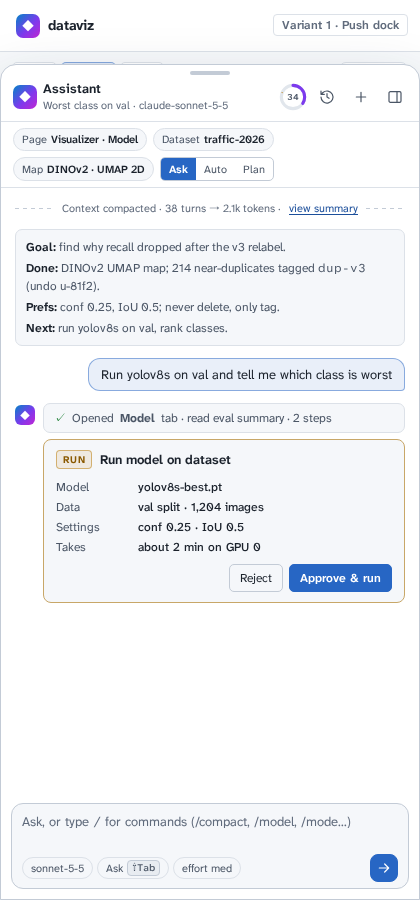 dataviz
Variant 1 · Push dock
Assistant
Worst class on val · claude-sonnet-5-5
34
Page Visualizer · Model
Dataset traffic-2026
Map DINOv2 · UMAP 2D
Ask Auto Plan
Context compacted · 38 turns → 2.1k tokens · view summary
Goal: find why recall dropped after the v3 relabel.
Done: DINOv2 UMAP map; 214 near-duplicates tagged dup-v3
(undo u-81f2).
Prefs: conf 0.25, IoU 0.5; never delete, only tag.
Next: run yolov8s on val, rank classes.
Run yolov8s on val and tell me which class is worst
✓ Opened Model tab · read eval summary · 2 steps
RUN Run model on dataset
Model yolov8s-best.pt
Data val split · 1,204 images
Settings conf 0.25 · IoU 0.5
Takes about 2 min on GPU 0
Reject Approve & run
Ask, or type / for commands (/compact, /model, /mode…)
sonnet-5-5
Ask ⇧Tab
effort med